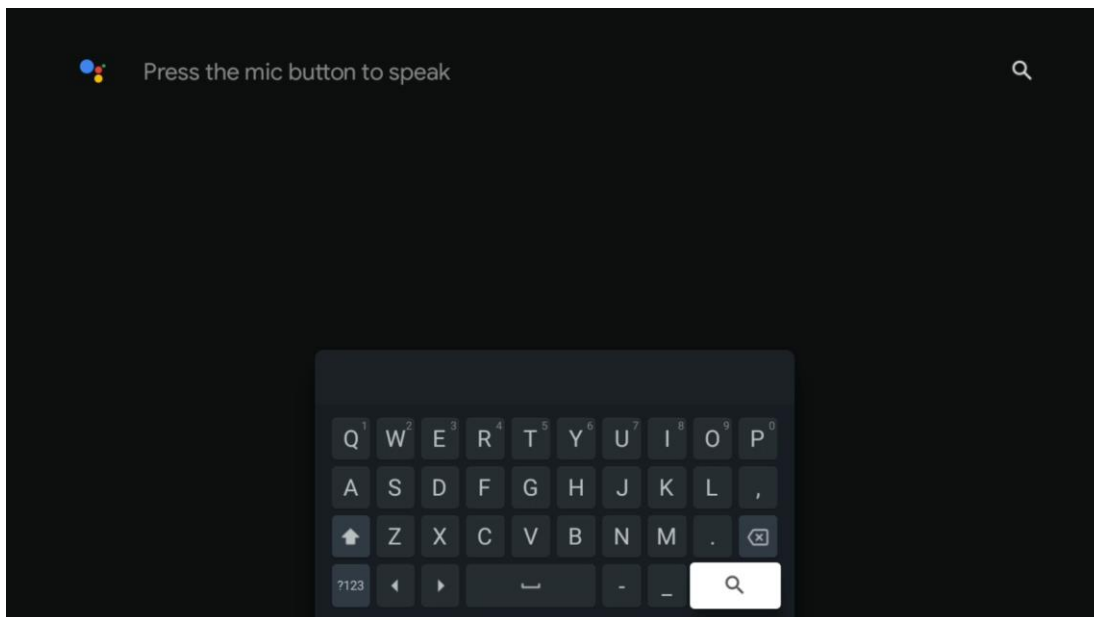 Press the mic button to speak
Q1 W2 E3 R4 T5 Y6 U7 I8 O9 P0
A S D F G H J K L ,
Z X C V B N M .
?123 - _